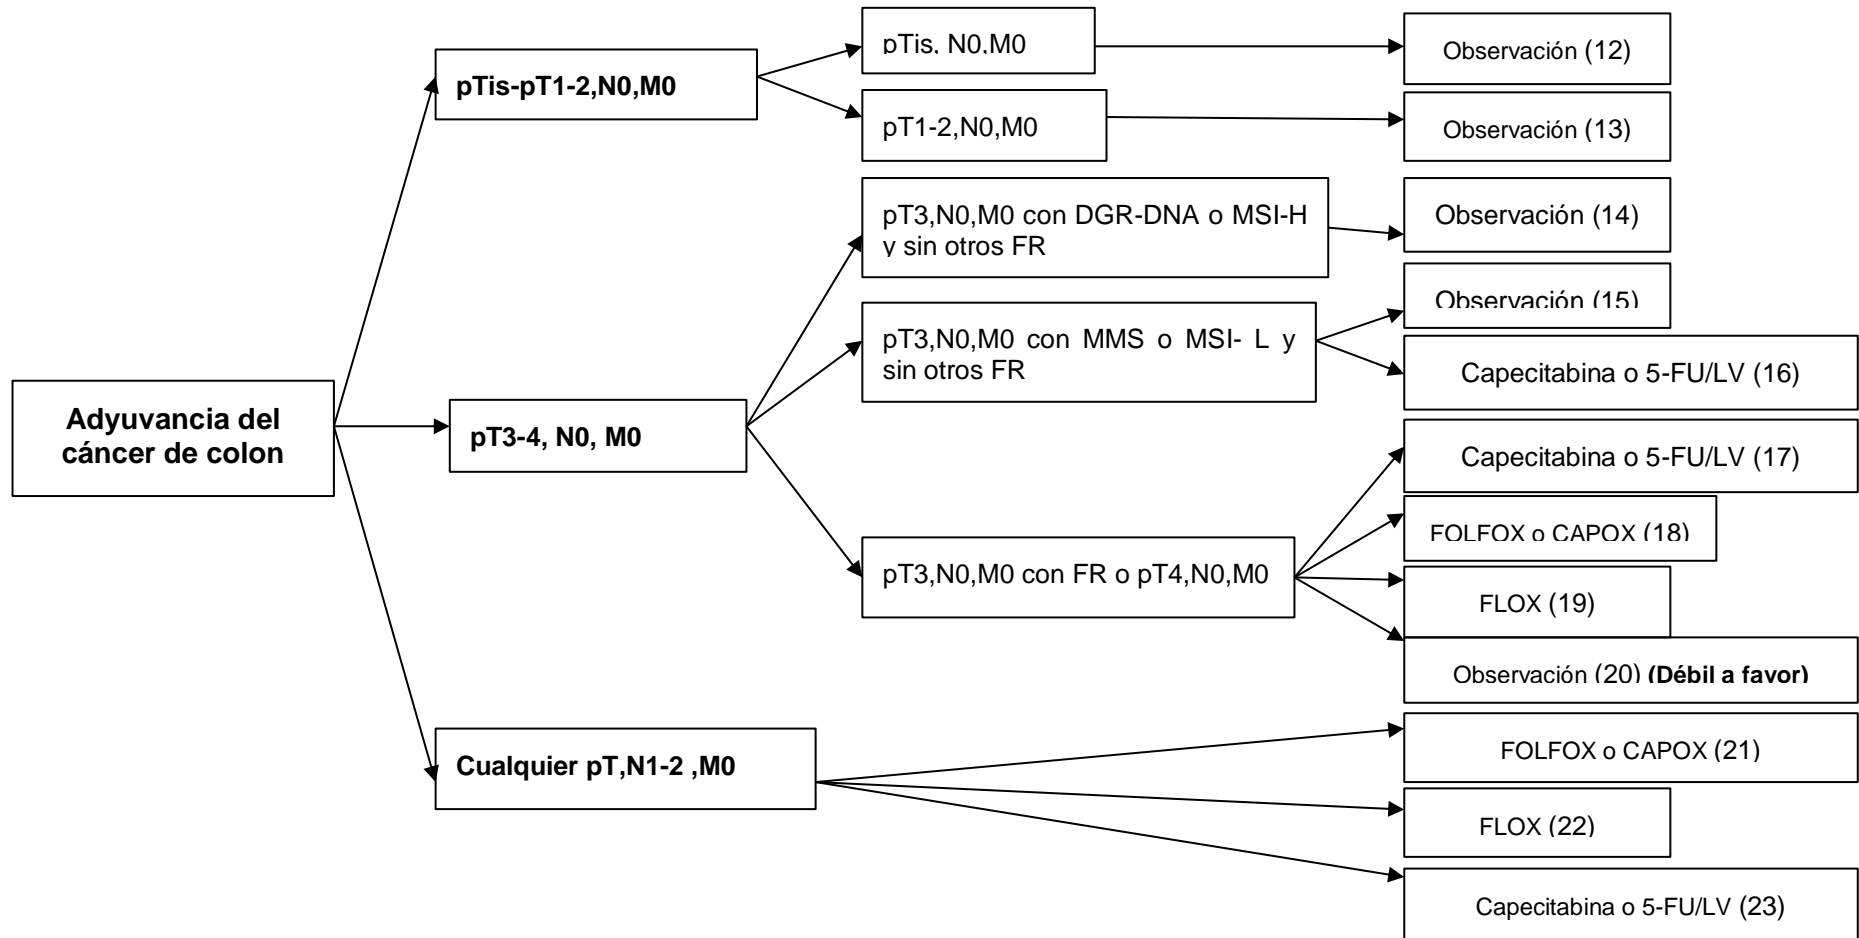 pTis, N0,M0
Observación (12)
pTis-pT1-2,N0,M0
pT1-2,N0,M0
Observación (13)
pT3,N0,M0 con DGR-DNA o MSI-H
y sin otros FR
Observación (14)
pT3,N0,M0 con MMS o MSI- L y
sin otros FR
Observación (15)
Capecitabina o 5-FU/LV (16)
Adyuvancia del
cáncer de colon
pT3-4, N0, M0
Capecitabina o 5-FU/LV (17)
FOLFOX o CAPOX (18)
pT3,N0,M0 con FR o pT4,N0,M0
FLOX (19)
Observación (20) (Débil a favor)
Cualquier pT,N1-2 ,M0
FOLFOX o CAPOX (21)
FLOX (22)
Capecitabina o 5-FU/LV (23)